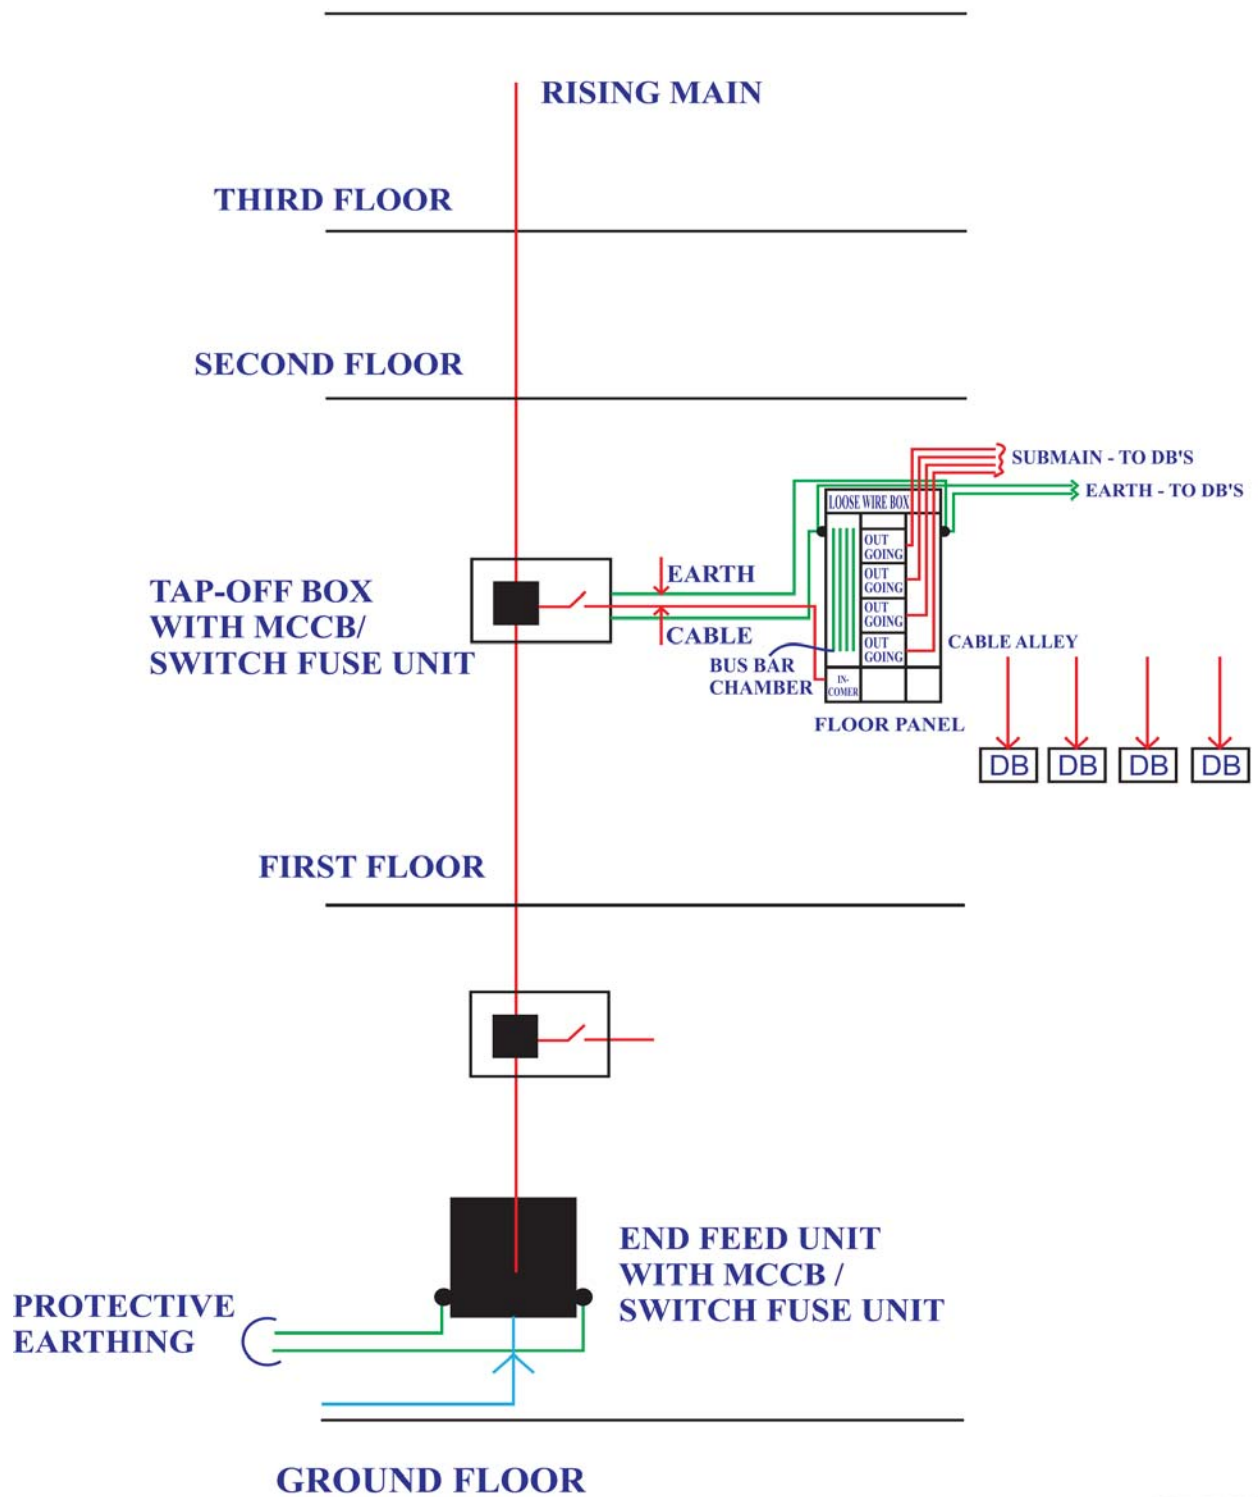 RISING MAIN
THIRD FLOOR
SECOND FLOOR
SUBMAIN - TO DB'S
EARTH - TO DB'S
LOOSE WIRE BOX
OUT
GOING
OUT
GOING
OUT
GOING
OUT
GOING
EARTH
CABLE
TAP-OFF BOX
WITH MCCB/
SWITCH FUSE UNIT
CABLE ALLEY
BUS BAR
CHAMBER
IN-
COMER
FLOOR PANEL
DB
DB
DB
DB
FIRST FLOOR
END FEED UNIT
WITH MCCB /
SWITCH FUSE UNIT
PROTECTIVE
EARTHING
GROUND FLOOR